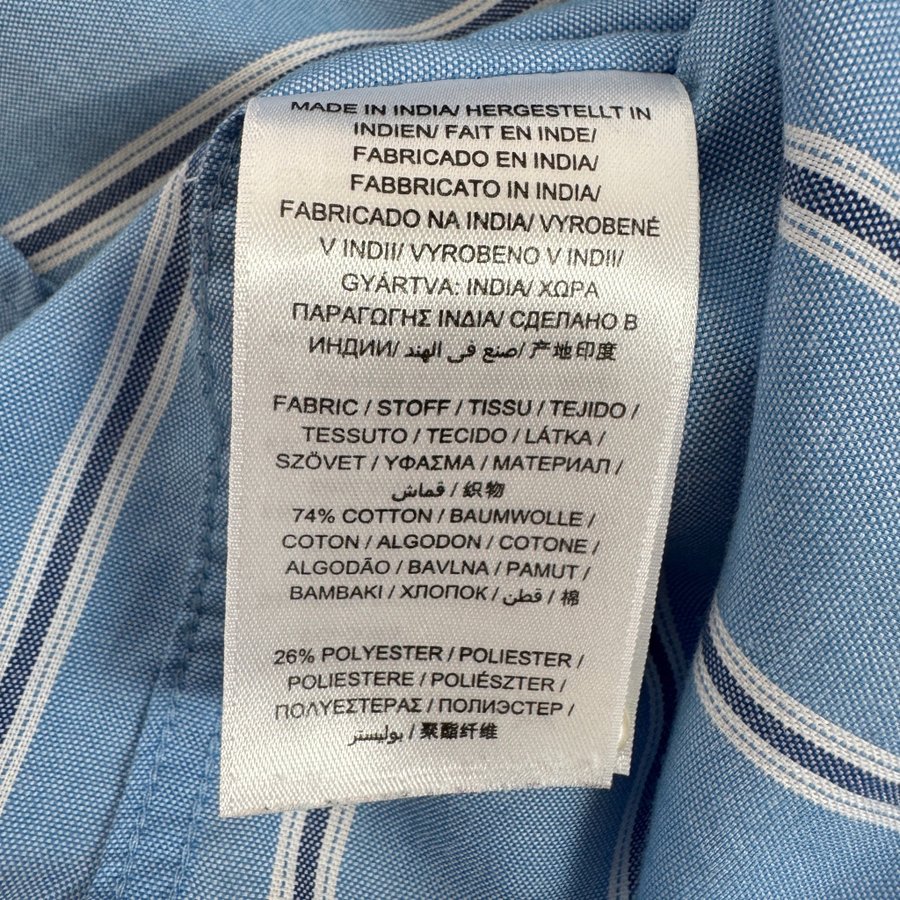 MADE IN INDIA/ HERGESTELLT IN
INDIEN/ FAIT EN INDE/
FABRICADO EN INDIA/
FABBRICATO IN INDIA/
FABRICADO NA INDIA/ VYROBENÉ
V INDII/ VYROBENO V INDII/
GYÁRTVA: INDIA/ ΧΩΡΑ
ΠΑΡΑΓΩΓΗΣ ΙΝΔΙΑ/ СДЕЛАНО В
ИНДИИ/ صنع في الهند/ 产地印度
FABRIC / STOFF / TISSU / TEJIDO /
TESSUTO / TECIDO / LÁTKA /
SZÖVET / ΥΦΑΣΜΑ / МАТЕРИАЛ /
قماش / 织物
74% COTTON / BAUMWOLLE /
COTON / ALGODON / COTONE /
ALGODÃO / BAVLNA / PAMUT /
ΒΑΜΒΑΚΙ / ХЛОПОК / قطن / 棉
26% POLYESTER / POLIESTER /
POLIESTERE / POLIÉSZTER /
ΠΟΛΥΕΣΤΕΡΑΣ / ПОЛИЭСТЕР /
بوليستر / 聚酯纤维